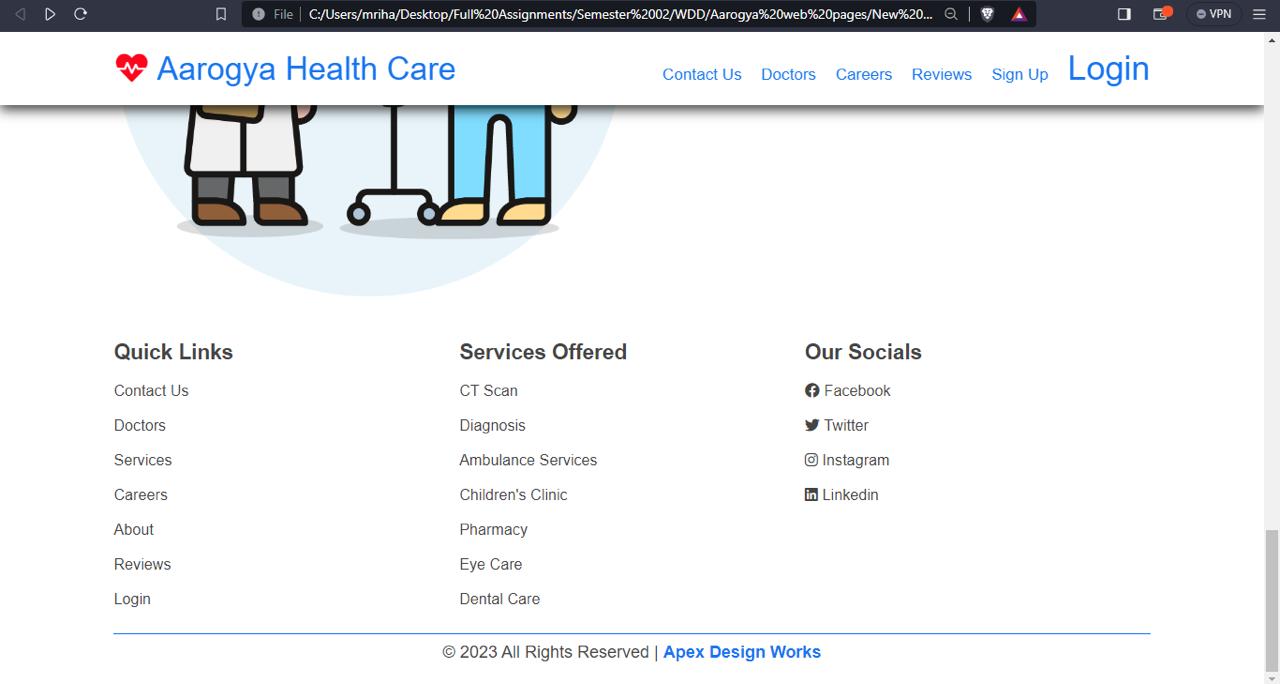 File | C:/Users/mriha/Desktop/Full%20Assignments/Semester%2002/WDD/Aarogya%20web%20pages/New%20... VPN
Aarogya Health Care
Contact Us Doctors Careers Reviews Sign Up Login
Quick Links
Contact Us
Doctors
Services
Careers
About
Reviews
Login
Services Offered
CT Scan
Diagnosis
Ambulance Services
Children's Clinic
Pharmacy
Eye Care
Dental Care
Our Socials
Facebook
Twitter
Instagram
Linkedin
© 2023 All Rights Reserved | Apex Design Works